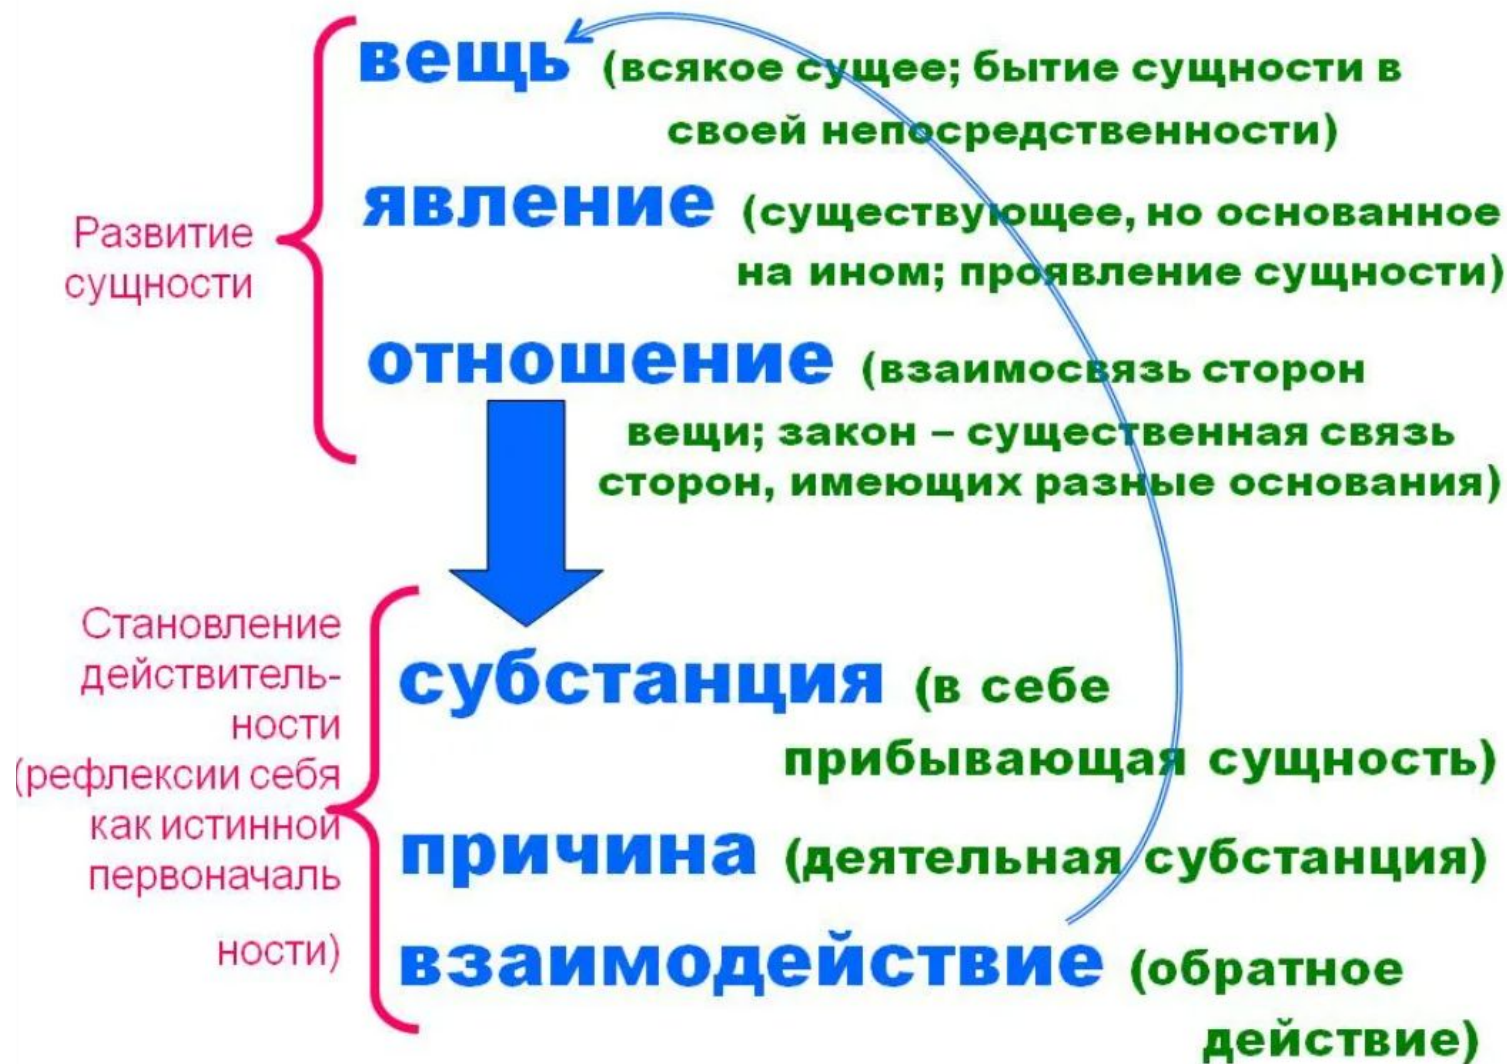 вещь (всякое сущее; бытие сущности в
своей непосредственности)
явление (существующее, но основанное
на ином; проявление сущности)
отношение (взаимосвязь сторон
вещи; закон – существенная связь
сторон, имеющих разные основания)
Развитие
сущности
субстанция (в себе
прибывающая сущность)
причина (деятельная субстанция)
взаимодействие (обратное
действие)
Становление
действитель-
ности
(рефлексии себя
как истинной
первоначаль
ности)